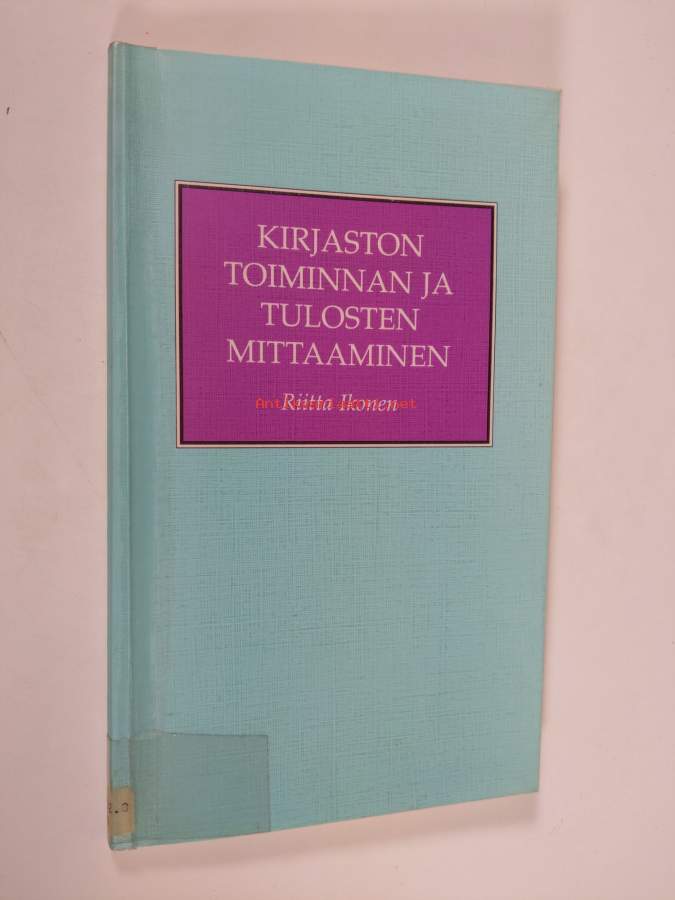 KIRJASTON
TOIMINNAN JA
TULOSTEN
MITTAAMINEN
Riitta Ikonen